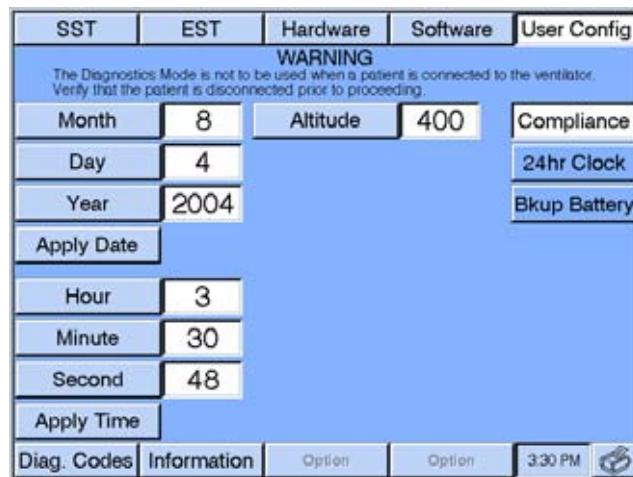 SST EST Hardware Software User Config
WARNING
The Diagnostics Mode is not to be used when a patient is connected to the ventilator.
Verify that the patient is disconnected prior to proceeding.
Month 8 Altitude 400 Compliance
Day 4 24hr Clock
Year 2004 Bkup Battery
Apply Date
Hour 3
Minute 30
Second 48
Apply Time
Diag. Codes Information Option Option 3:30 PM